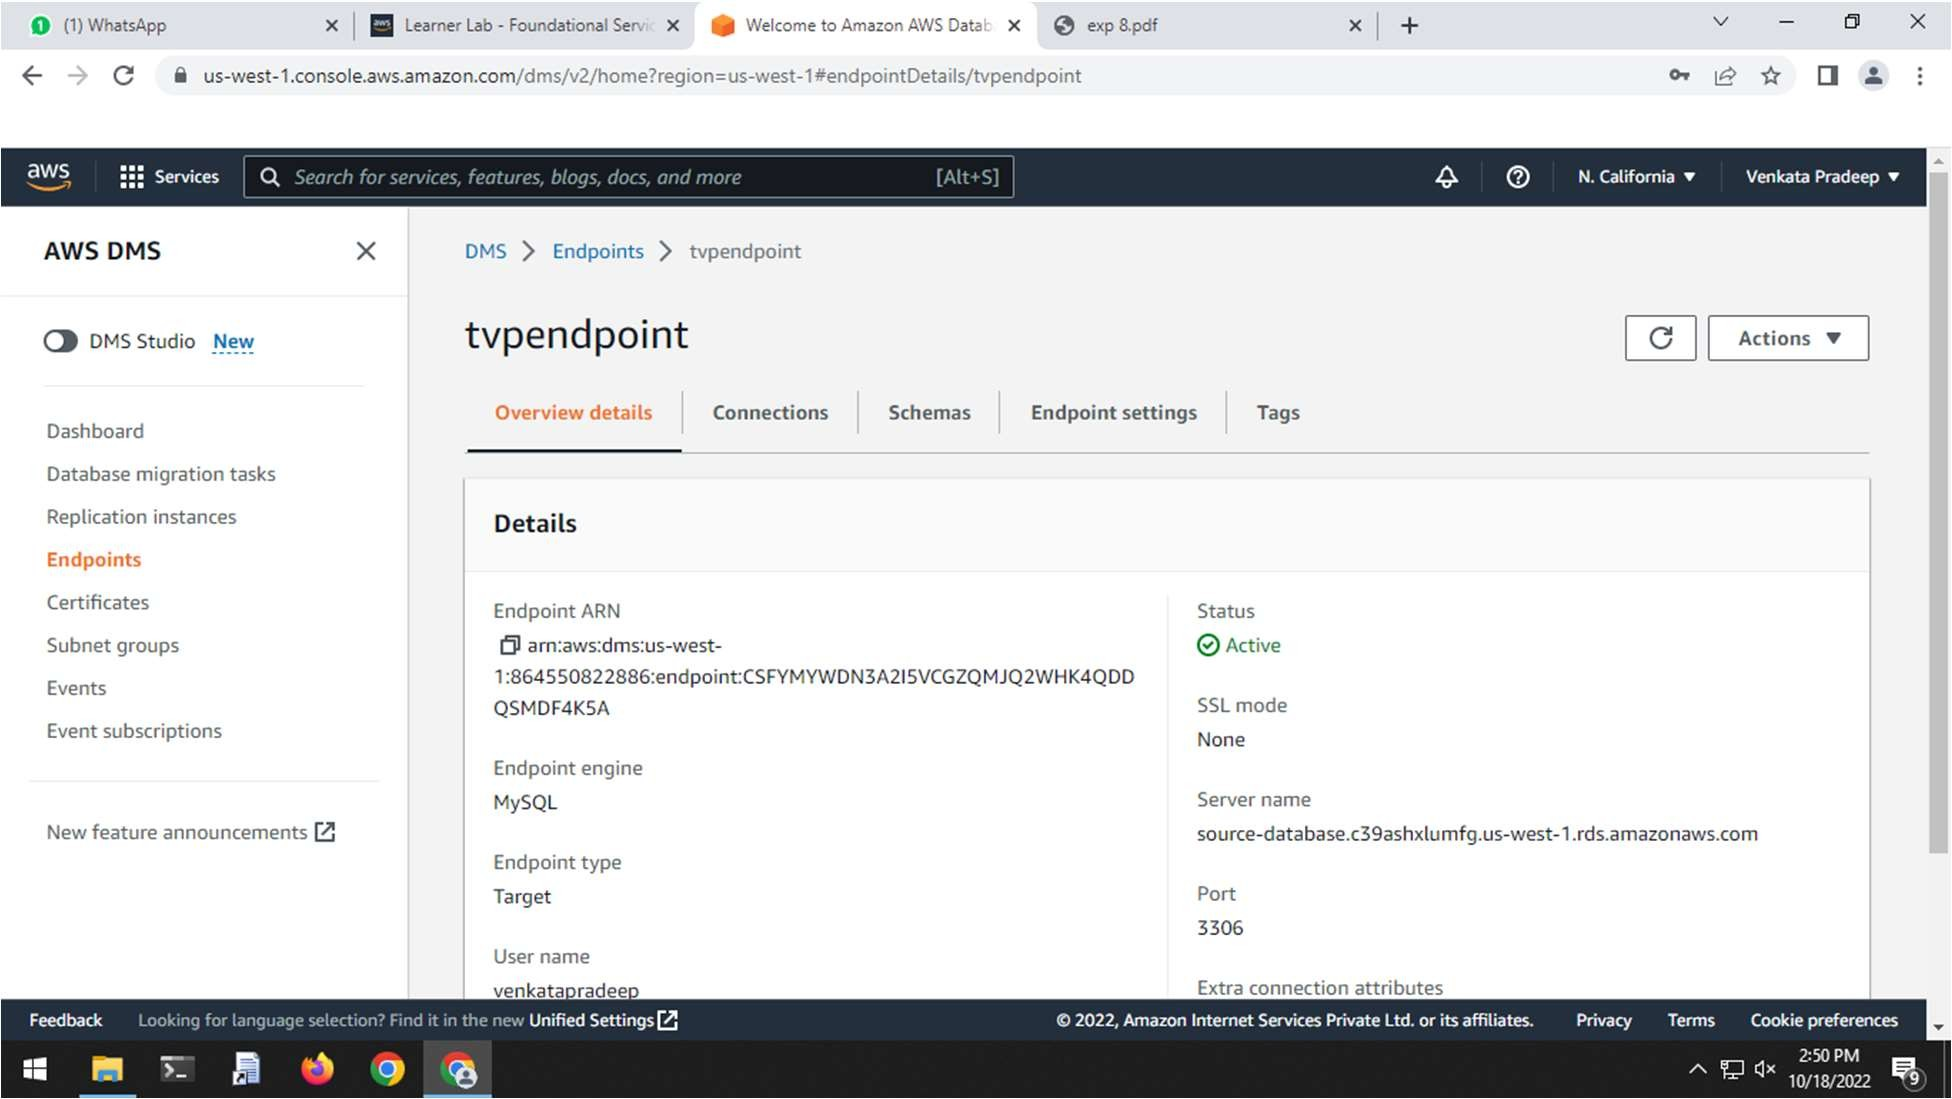 (1) WhatsApp
aws
Learner Lab - Foundational Servic
Welcome to Amazon AWS Datab
exp 8.pdf
us-west-1.console.aws.amazon.com/dms/v2/home?region=us-west-1#endpointDetails/tvpendpoint
aws
Services
Search for services, features, blogs, docs, and more
[Alt+S]
N. California
Venkata Pradeep
AWS DMS
DMS Studio New
Dashboard
Database migration tasks
Replication instances
Endpoints
Certificates
Subnet groups
Events
Event subscriptions
New feature announcements
DMS
Endpoints
tvpendpoint
tvpendpoint
Actions
Overview details
Connections
Schemas
Endpoint settings
Tags
Details
Endpoint ARN
arn:aws:dms:us-west-
1:864550822886:endpoint:CSFYMYWDN3A2I5VCGZQMJQ2WHK4QDD
QSMDF4K5A
Endpoint engine
MySQL
Endpoint type
Target
User name
venkatapradeep
Status
Active
SSL mode
None
Server name
source-database.c39ashxlumfg.us-west-1.rds.amazonaws.com
Port
3306
Extra connection attributes
Feedback
Looking for language selection? Find it in the new Unified Settings
© 2022, Amazon Internet Services Private Ltd. or its affiliates.
Privacy
Terms
Cookie preferences
2:50 PM
10/18/2022
9